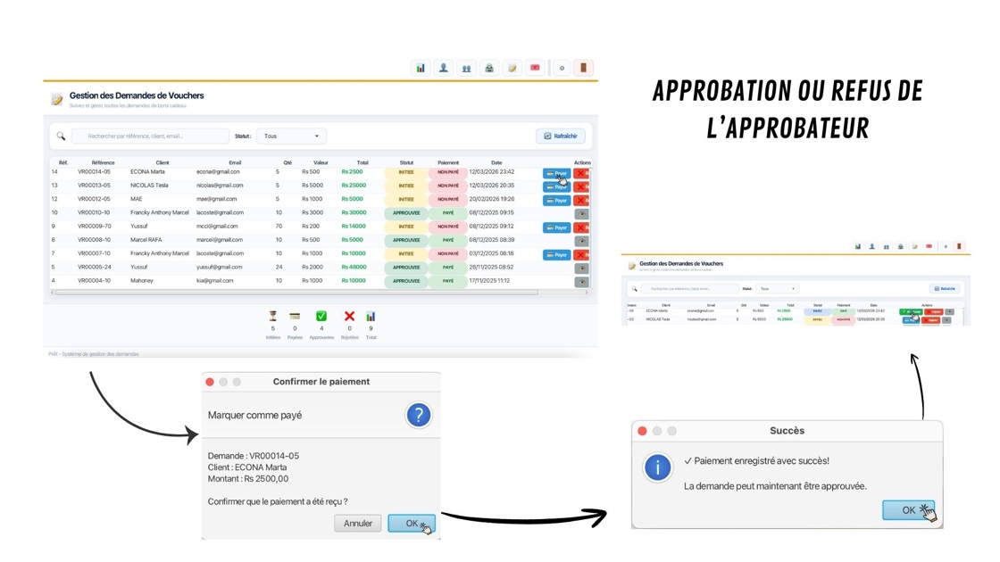 APPROBATION OU REFUS DE
L'APPROBATEUR
Gestion des Demandes de Vouchers
Suivez et gérez toutes les demandes de bons cadeau
Rechercher par référence, client, email...
Statut :
Tous
Rafraîchir
Réf. Référence Client Email Qté Valeur Total Statut Paiement Date Actions
14 VR00014-05 ECONA Marta econa@gmail.com 5 Rs 500 Rs 2500 INITIEE NON PAYÉ 12/03/2026 23:42 Payer
13 VR00013-05 NICOLAS Tesla nicolas@gmail.com 5 Rs 5000 Rs 25000 INITIEE NON PAYÉ 12/03/2026 20:35 Payer
12 VR00012-05 MAE mae@gmail.com 5 Rs 1000 Rs 5000 INITIEE NON PAYÉ 20/02/2026 19:26 Payer
10 VR00010-10 Francky Anthony Marcel lacoste@gmail.com 10 Rs 3000 Rs 30000 APPROUVEE PAYÉ 08/12/2025 09:15
9 VR00009-70 Yussuf mcci@gmail.com 70 Rs 200 Rs 14000 INITIEE NON PAYÉ 08/12/2025 09:12 Payer
8 VR00008-10 Marcel RAFA marcel@gmail.com 10 Rs 500 Rs 5000 APPROUVEE PAYÉ 08/12/2025 08:39
7 VR00007-10 Francky Anthony Marcel lacoste@gmail.com 10 Rs 1000 Rs 10000 INITIEE NON PAYÉ 03/12/2025 08:18 Payer
5 VR00005-24 Yussuf yussuf@gmail.com 24 Rs 2000 Rs 48000 APPROUVEE PAYÉ 26/11/2025 08:52
4 VR00004-10 Mahoney kia@gmail.com 10 Rs 1000 Rs 10000 APPROUVEE PAYÉ 17/11/2025 11:12
5 0 4 0 9
Initiées Payées Approuvées Rejetées Total
Prêt - Système de gestion des demandes
Gestion des Demandes de Vouchers
Statut :
Tous
Rafraîchir
Client Email Qté Valeur Total Statut Paiement Date Actions
ECONA Marta econa@gmail.com 5 Rs 500 Rs 2500 12/03/2026 23:42
NICOLAS Tesla nicolas@gmail.com 5 Rs 5000 Rs 25000 INITIEE NON PAYÉ 12/03/2026 20:35
Confirmer le paiement
Marquer comme payé
Demande : VR00014-05
Client : ECONA Marta
Montant : Rs 2500,00
Confirmer que le paiement a été reçu ?
Annuler
OK
Succès
✓ Paiement enregistré avec succès!
La demande peut maintenant être approuvée.
OK